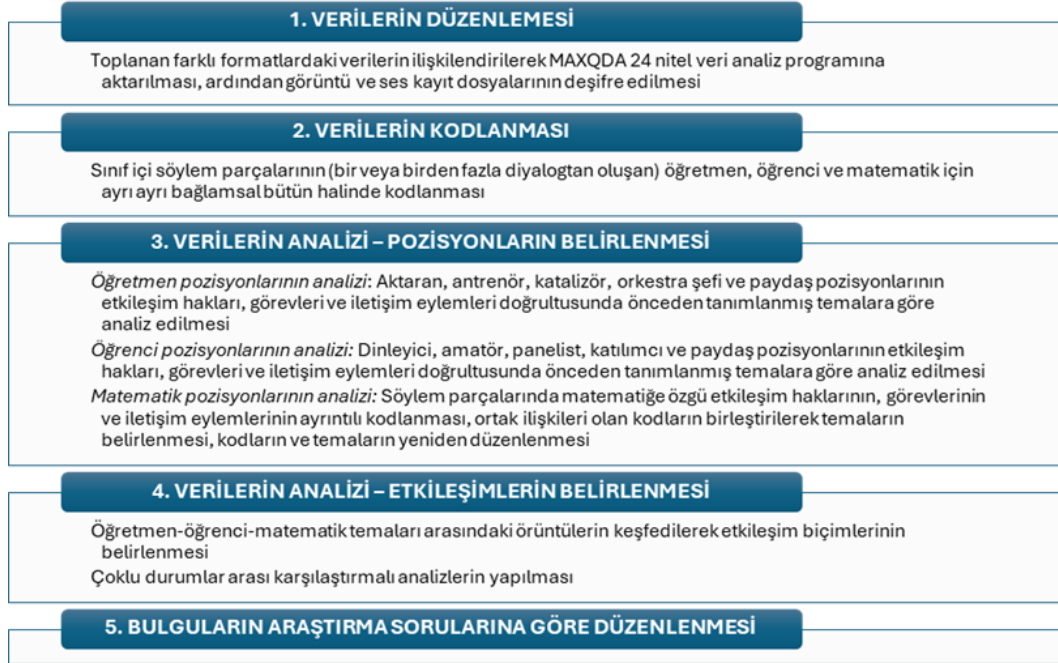 1. VERİLERİN DÜZENLEMESİ
Toplanan farklı formatlardaki verilerin ilişkilendirilerek MAXQDA 24 nitel veri analiz programına
aktarılması, ardından görüntü ve ses kayıt dosyalarının deşifre edilmesi
2. VERİLERİN KODLANMASI
Sınıf içi söylem parçalarının (bir veya birden fazla diyalogtan oluşan) öğretmen, öğrenci ve matematik için
ayrı ayrı bağlamsal bütün halinde kodlanması
3. VERİLERİN ANALİZİ – POZİSYONLARIN BELİRLENMESİ
Öğretmen pozisyonlarının analizi: Aktaran, antrenör, katalizör, orkestra şefi ve paydaş pozisyonlarının
etkileşim hakları, görevleri ve iletişim eylemleri doğrultusunda önceden tanımlanmış temalara göre
analiz edilmesi
Öğrenci pozisyonlarının analizi: Dinleyici, amatör, panelist, katılımcı ve paydaş pozisyonlarının etkileşim
hakları, görevleri ve iletişim eylemleri doğrultusunda önceden tanımlanmış temalara göre analiz edilmesi
Matematik pozisyonlarının analizi: Söylem parçalarında matematiğe özgü etkileşim haklarının, görevlerinin
ve iletişim eylemlerinin ayrıntılı kodlanması, ortak ilişkileri olan kodların birleştirilerek temaların
belirlenmesi, kodların ve temaların yeniden düzenlenmesi
4. VERİLERİN ANALİZİ – ETKİLEŞİMLERİN BELİRLENMESİ
Öğretmen-öğrenci-matematik temaları arasındaki örüntülerin keşfedilerek etkileşim biçimlerinin
belirlenmesi
Çoklu durumlar arası karşılaştırmalı analizlerin yapılması
5. BULGULARIN ARAŞTIRMA SORULARINA GÖRE DÜZENLENMESİ